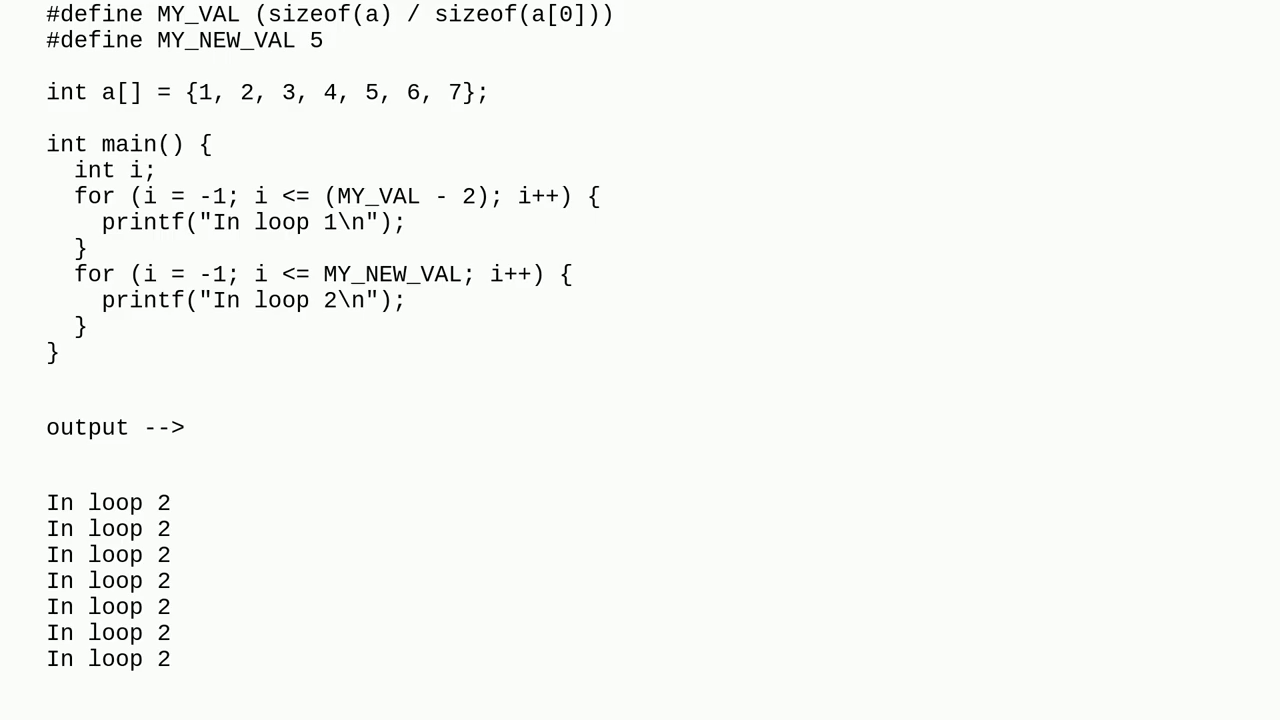 #define MY_VAL (sizeof(a) / sizeof(a[0]))
#define MY_NEW_VAL 5

int a[] = {1, 2, 3, 4, 5, 6, 7};

int main() {
  int i;
  for (i = -1; i <= (MY_VAL - 2); i++) {
    printf("In loop 1\n");
  }
  for (i = -1; i <= MY_NEW_VAL; i++) {
    printf("In loop 2\n");
  }
}

output -->

In loop 2
In loop 2
In loop 2
In loop 2
In loop 2
In loop 2
In loop 2